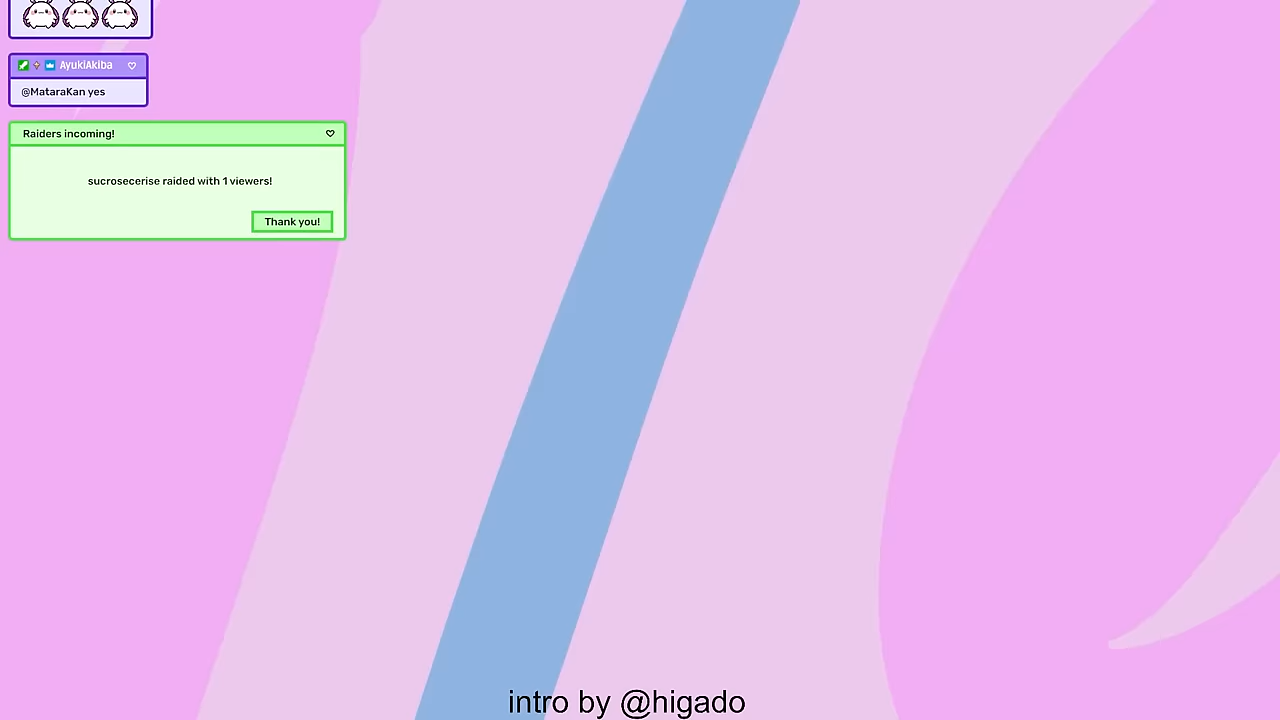 AyukiAkiba
@MataraKan yes
Raiders incoming!
sucrosecerise raided with 1 viewers!
Thank you!
intro by @higado